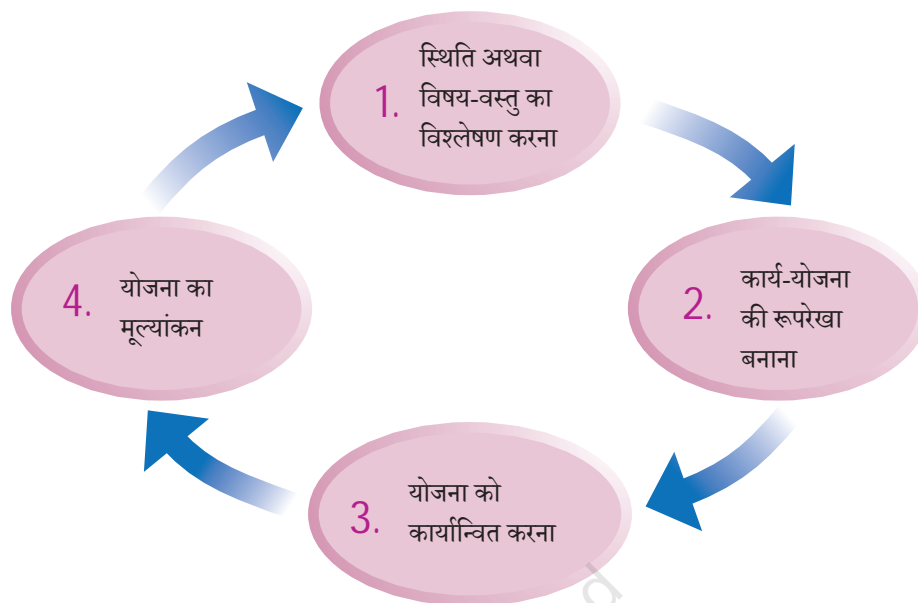 1. स्थिति अथवा
विषय-वस्तु का
विश्लेषण करना
2. कार्य-योजना
की रूपरेखा
बनाना
3. योजना को
कार्यान्वित करना
4. योजना का
मूल्यांकन